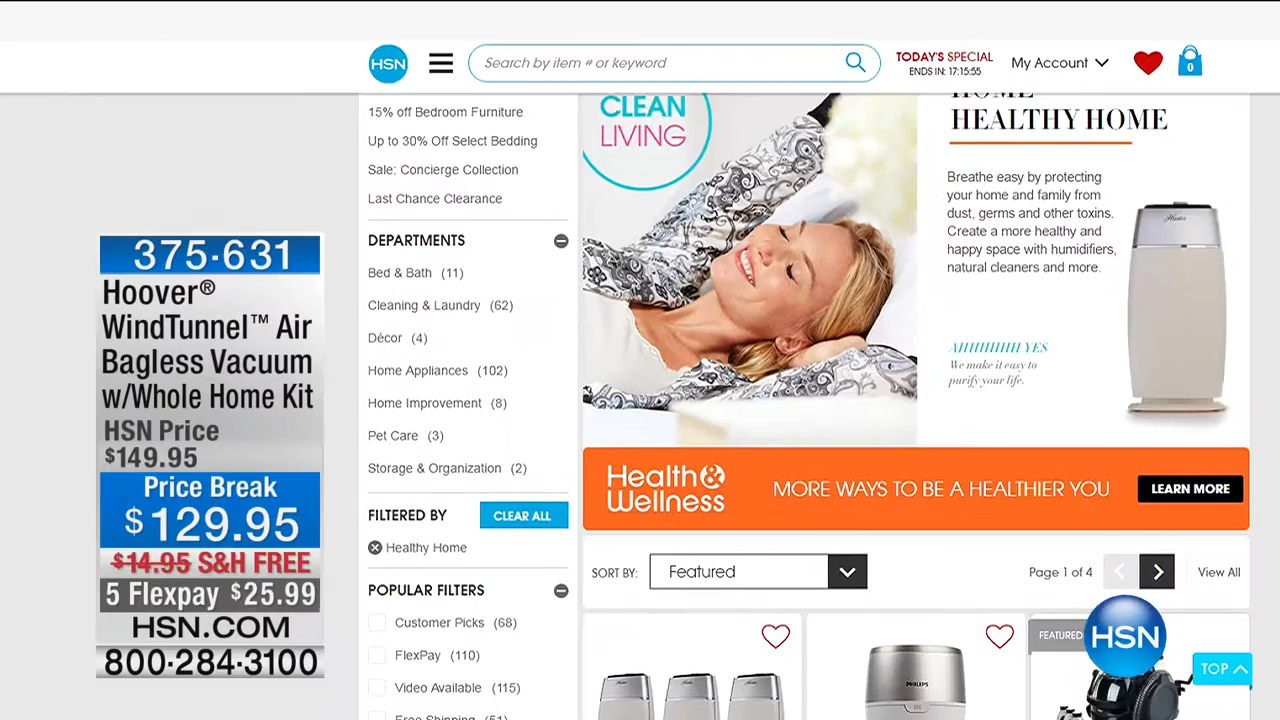 HSN
Search by item # or keyword
TODAY'S SPECIAL
ENDS IN: 17:15:55
My Account
0
375-631
Hoover®
WindTunnel™ Air
Bagless Vacuum
w/Whole Home Kit
HSN Price
$149.95
Price Break
$129.95
$14.95 S&H FREE
5 Flexpay $25.99
HSN.COM
800-284-3100
15% off Bedroom Furniture
Up to 30% Off Select Bedding
Sale: Concierge Collection
Last Chance Clearance
DEPARTMENTS
Bed & Bath (11)
Cleaning & Laundry (62)
Décor (4)
Home Appliances (102)
Home Improvement (8)
Pet Care (3)
Storage & Organization (2)
FILTERED BY
CLEAR ALL
Healthy Home
POPULAR FILTERS
Customer Picks (68)
FlexPay (110)
Video Available (115)
Free Shipping (51)
CLEAN
LIVING
HOME
HEALTHY HOME
Breathe easy by protecting
your home and family from
dust, germs and other toxins.
Create a more healthy and
happy space with humidifiers,
natural cleaners and more.
AHHHHHH YES
We make it easy to
purify your life.
Hunter
Health &
Wellness
MORE WAYS TO BE A HEALTHIER YOU
LEARN MORE
SORT BY:
Featured
Page 1 of 4
View All
PHILIPS
FEATURED
HSN
TOP